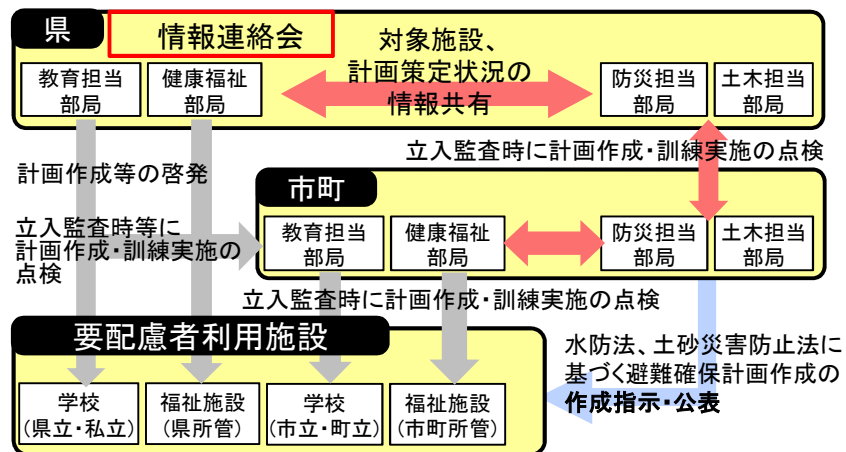 県
情報連絡会
対象施設、
計画策定状況の
情報共有
教育担当
部局
健康福祉
部局
防災担当
部局
土木担当
部局
立入監査時に計画作成・訓練実施の点検
計画作成等の啓発
市町
立入監査時等に
計画作成・訓練実施の
点検
教育担当
部局
健康福祉
部局
防災担当
部局
土木担当
部局
立入監査時に計画作成・訓練実施の点検
要配慮者利用施設
水防法、土砂災害防止法に
基づく避難確保計画作成の
作成指示・公表
学校
(県立・私立)
福祉施設
(県所管)
学校
(市立・町立)
福祉施設
(市町所管)